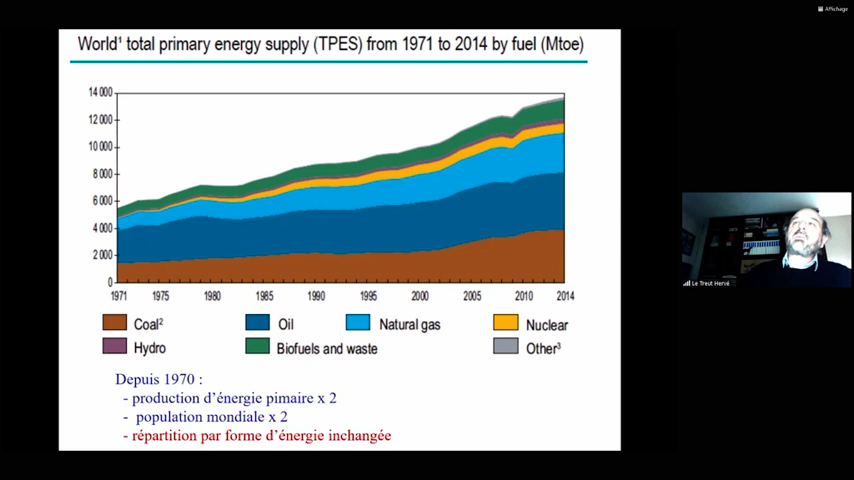 Affichage
World¹ total primary energy supply (TPES) from 1971 to 2014 by fuel (Mtoe)
14 000
12 000
10 000
8 000
6 000
4 000
2 000
0
1971 1975 1980 1985 1990 1995 2000 2005 2010 2014
Coal² Oil Natural gas Nuclear
Hydro Biofuels and waste Other³
Le Treut Hervé
Depuis 1970 :
- production d'énergie pimaire x 2
- population mondiale x 2
- répartition par forme d'énergie inchangée